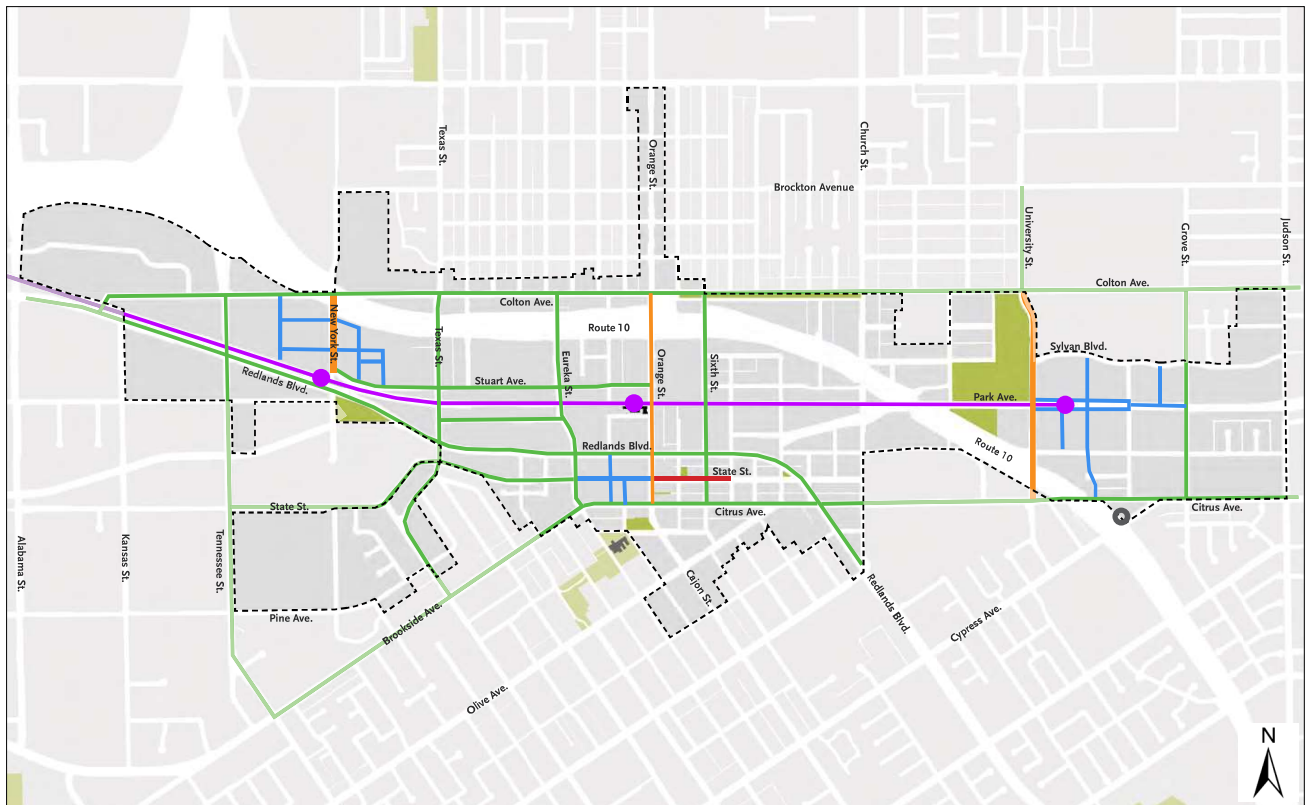 Texas St.
Orange St.
Church St.
Brockton Avenue
University St.
Grove St.
Judson St.
Colton Ave.
Colton Ave.
New York St.
Route 10
Texas St.
Eureka St.
Orange St.
Sixth St.
Sylvan Blvd.
Redlands Blvd.
Stuart Ave.
Park Ave.
Redlands Blvd.
Route 10
State St.
State St.
Citrus Ave.
Citrus Ave.
Alabama St.
Kansas St.
Tennessee St.
Cajon St.
Redlands Blvd.
Pine Ave.
Brookside Ave.
Cypress Ave.
Olive Ave.
N